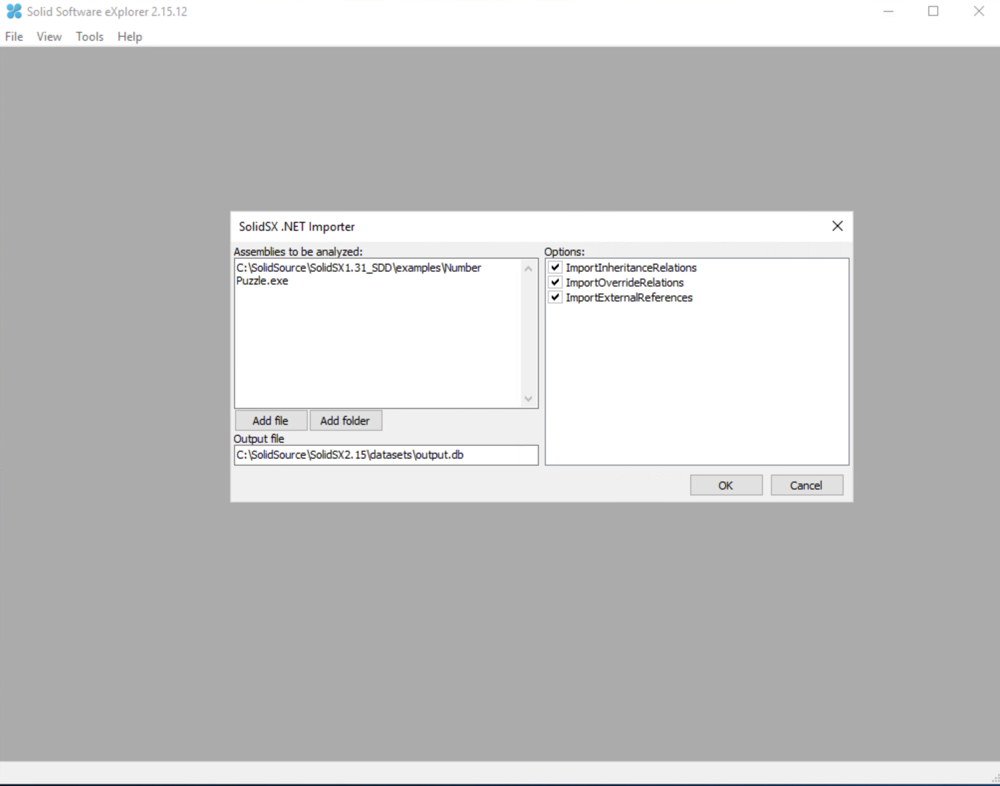 Solid Software eXplorer 2.15.12
File View Tools Help
SolidSX .NET Importer
Assemblies to be analyzed:
C:\SolidSource\SolidSX1.31_SDD\examples\Number
Puzzle.exe
Add file Add folder
Output file
C:\SolidSource\SolidSX2.15\datasets\output.db
Options:
ImportInheritanceRelations
ImportOverrideRelations
ImportExternalReferences
OK Cancel